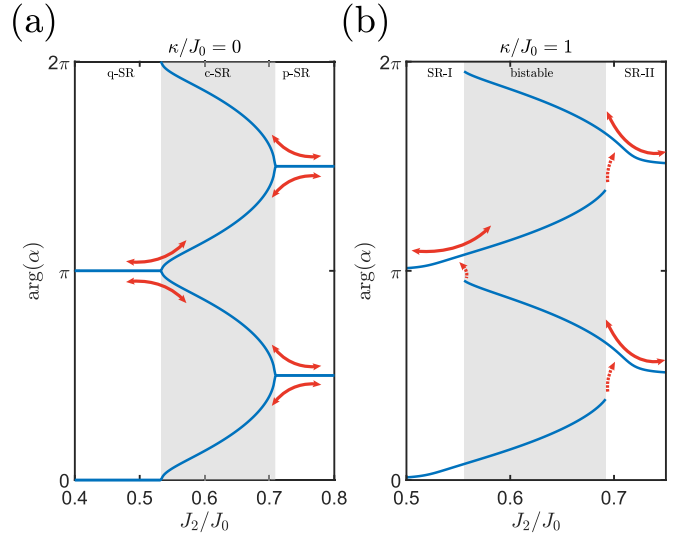 (a)
κ/J₀ = 0
q-SR c-SR p-SR
2π
π
0
arg(α)
0.4 0.5 0.6 0.7 0.8
J₂/J₀
(b)
κ/J₀ = 1
SR-I bistable SR-II
2π
π
0
arg(α)
0.5 0.6 0.7
J₂/J₀